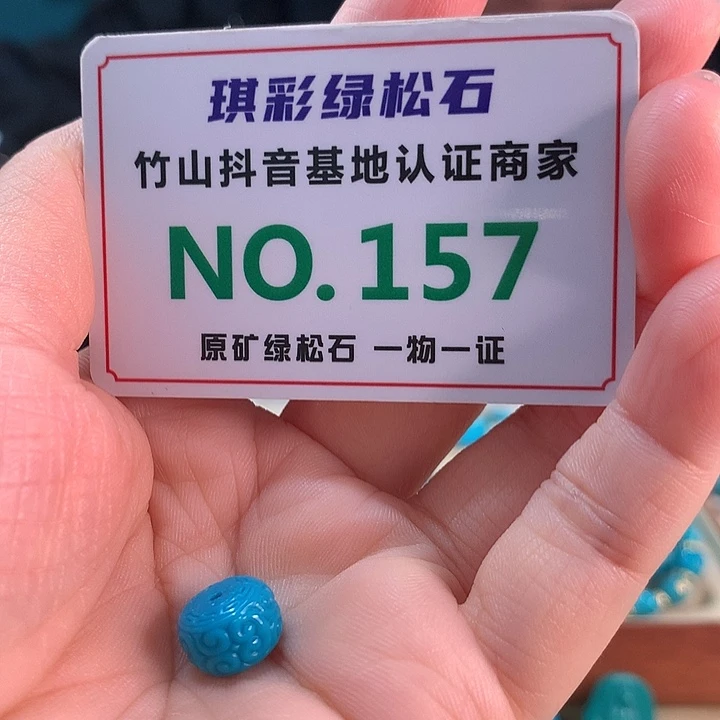 琪彩绿松石
竹山抖音基地认证商家
NO.157
原矿绿松石 一物一证